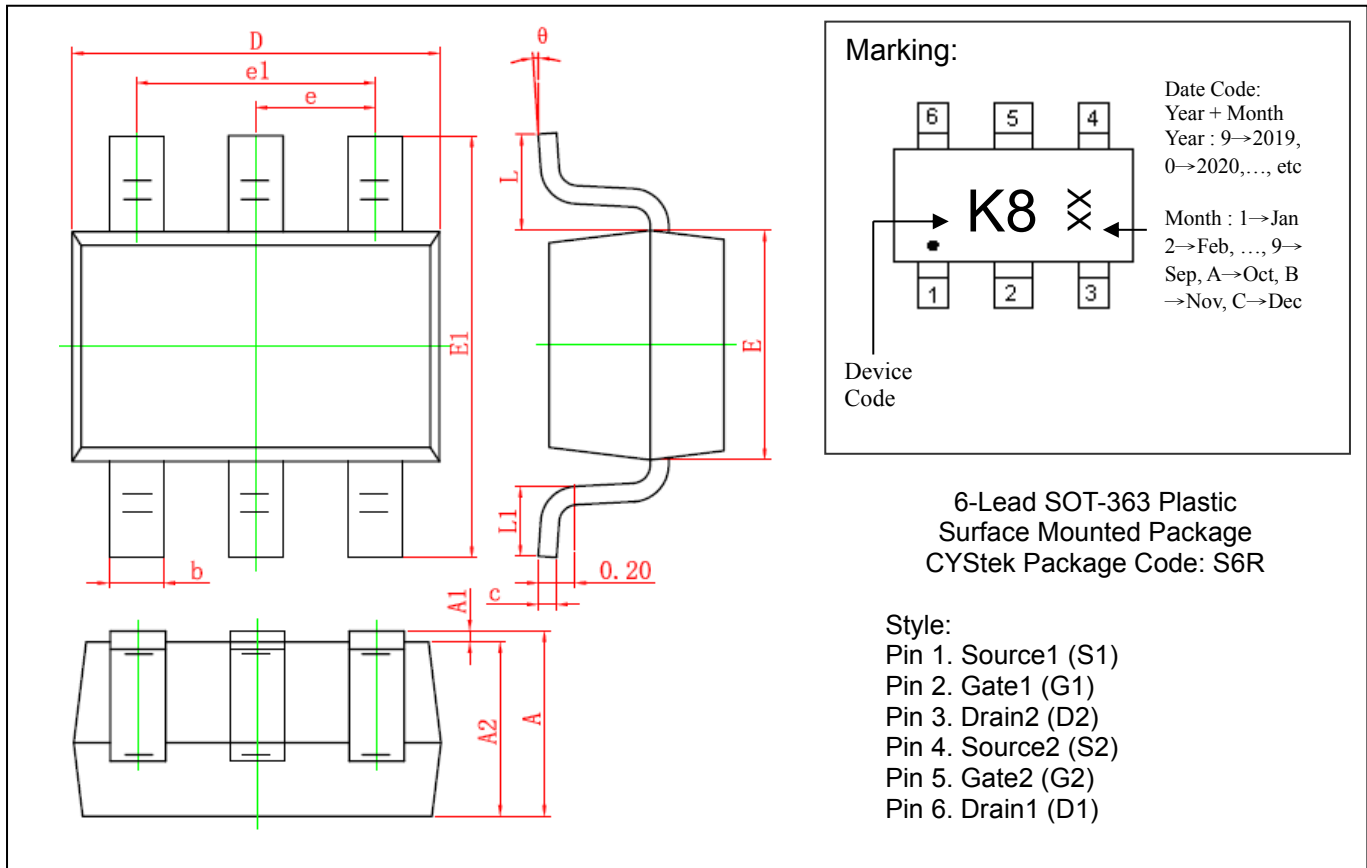 D
e1
e
θ
L
E1
E
L1
b
c
0.20
A1
A2
A
Marking:
6
5
4
K8
XX
1
2
3
Device
Code
Date Code:
Year + Month
Year : 9→2019,
0→2020,…, etc
Month : 1→Jan
2→Feb, …, 9→
Sep, A→Oct, B
→Nov, C→Dec
6-Lead SOT-363 Plastic
Surface Mounted Package
CYStek Package Code: S6R
Style:
Pin 1. Source1 (S1)
Pin 2. Gate1 (G1)
Pin 3. Drain2 (D2)
Pin 4. Source2 (S2)
Pin 5. Gate2 (G2)
Pin 6. Drain1 (D1)